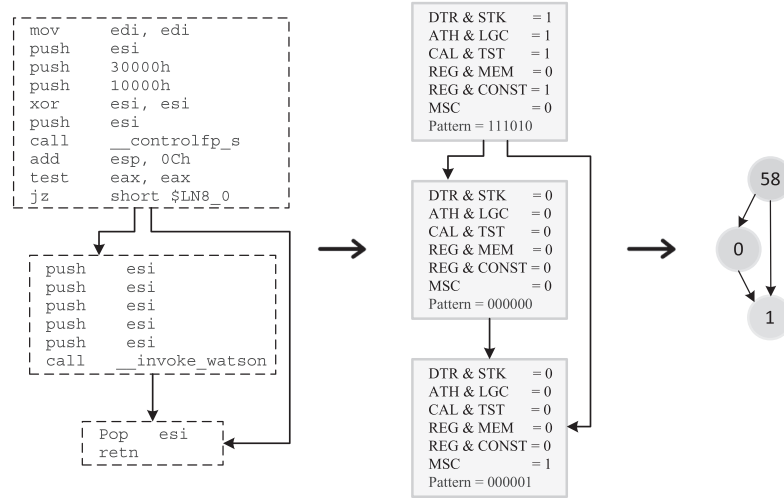 mov edi, edi
push esi
push 30000h
push 10000h
xor esi, esi
push esi
call __controlfp_s
add esp, 0Ch
test eax, eax
jz short $LN8_0
push esi
push esi
push esi
push esi
push esi
call __invoke_watson
Pop esi
retn
DTR & STK = 1
ATH & LGC = 1
CAL & TST = 1
REG & MEM = 0
REG & CONST = 1
MSC = 0
Pattern = 111010
DTR & STK = 0
ATH & LGC = 0
CAL & TST = 0
REG & MEM = 0
REG & CONST = 0
MSC = 0
Pattern = 000000
DTR & STK = 0
ATH & LGC = 0
CAL & TST = 0
REG & MEM = 0
REG & CONST = 0
MSC = 1
Pattern = 000001
58
0
1